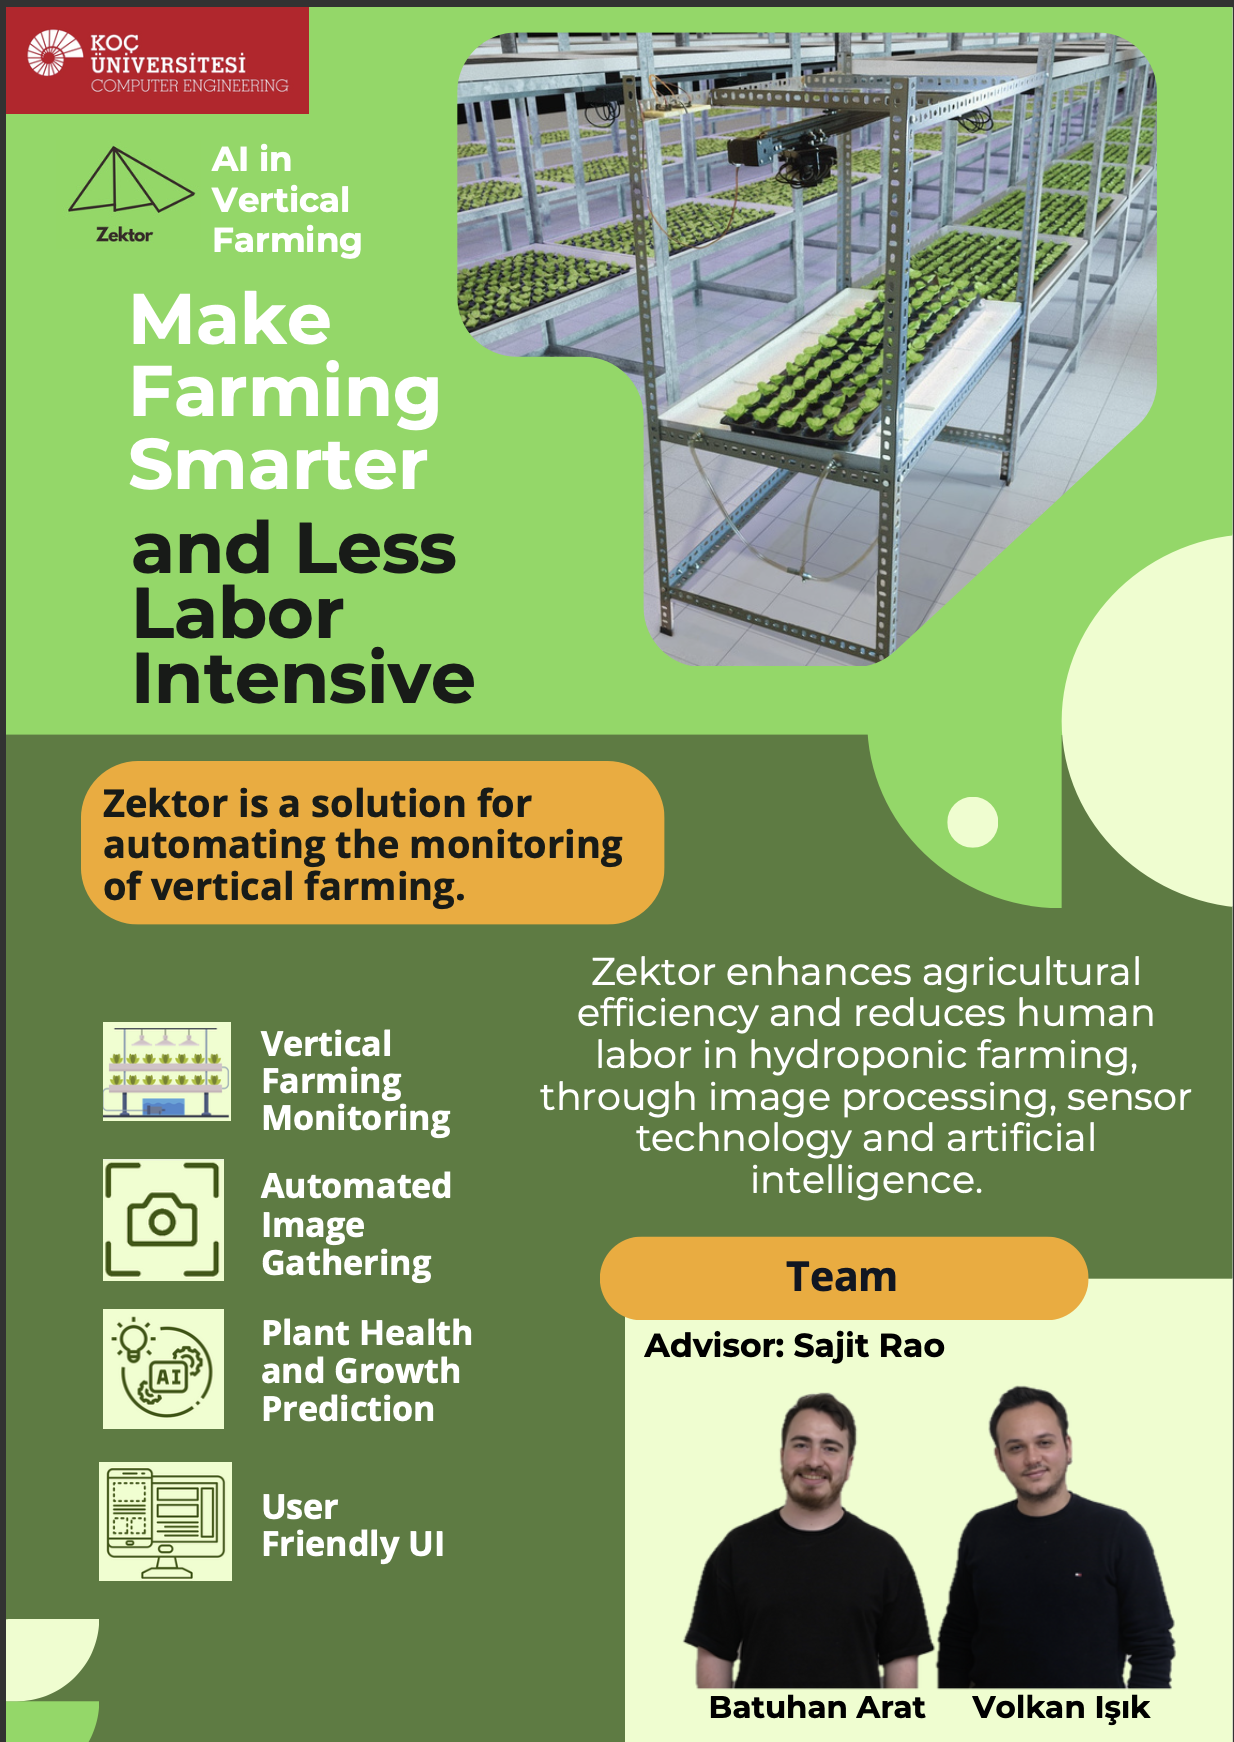 KOÇ
ÜNİVERSİTESİ
COMPUTER ENGINEERING
Zektor
AI in
Vertical
Farming
Make
Farming
Smarter
and Less
Labor
Intensive
Zektor is a solution for
automating the monitoring
of vertical farming.
Zektor enhances agricultural
efficiency and reduces human
labor in hydroponic farming,
through image processing, sensor
technology and artificial
intelligence.
Vertical
Farming
Monitoring
Automated
Image
Gathering
AI
Plant Health
and Growth
Prediction
User
Friendly UI
Team
Advisor: Sajit Rao
Batuhan Arat
Volkan Işık